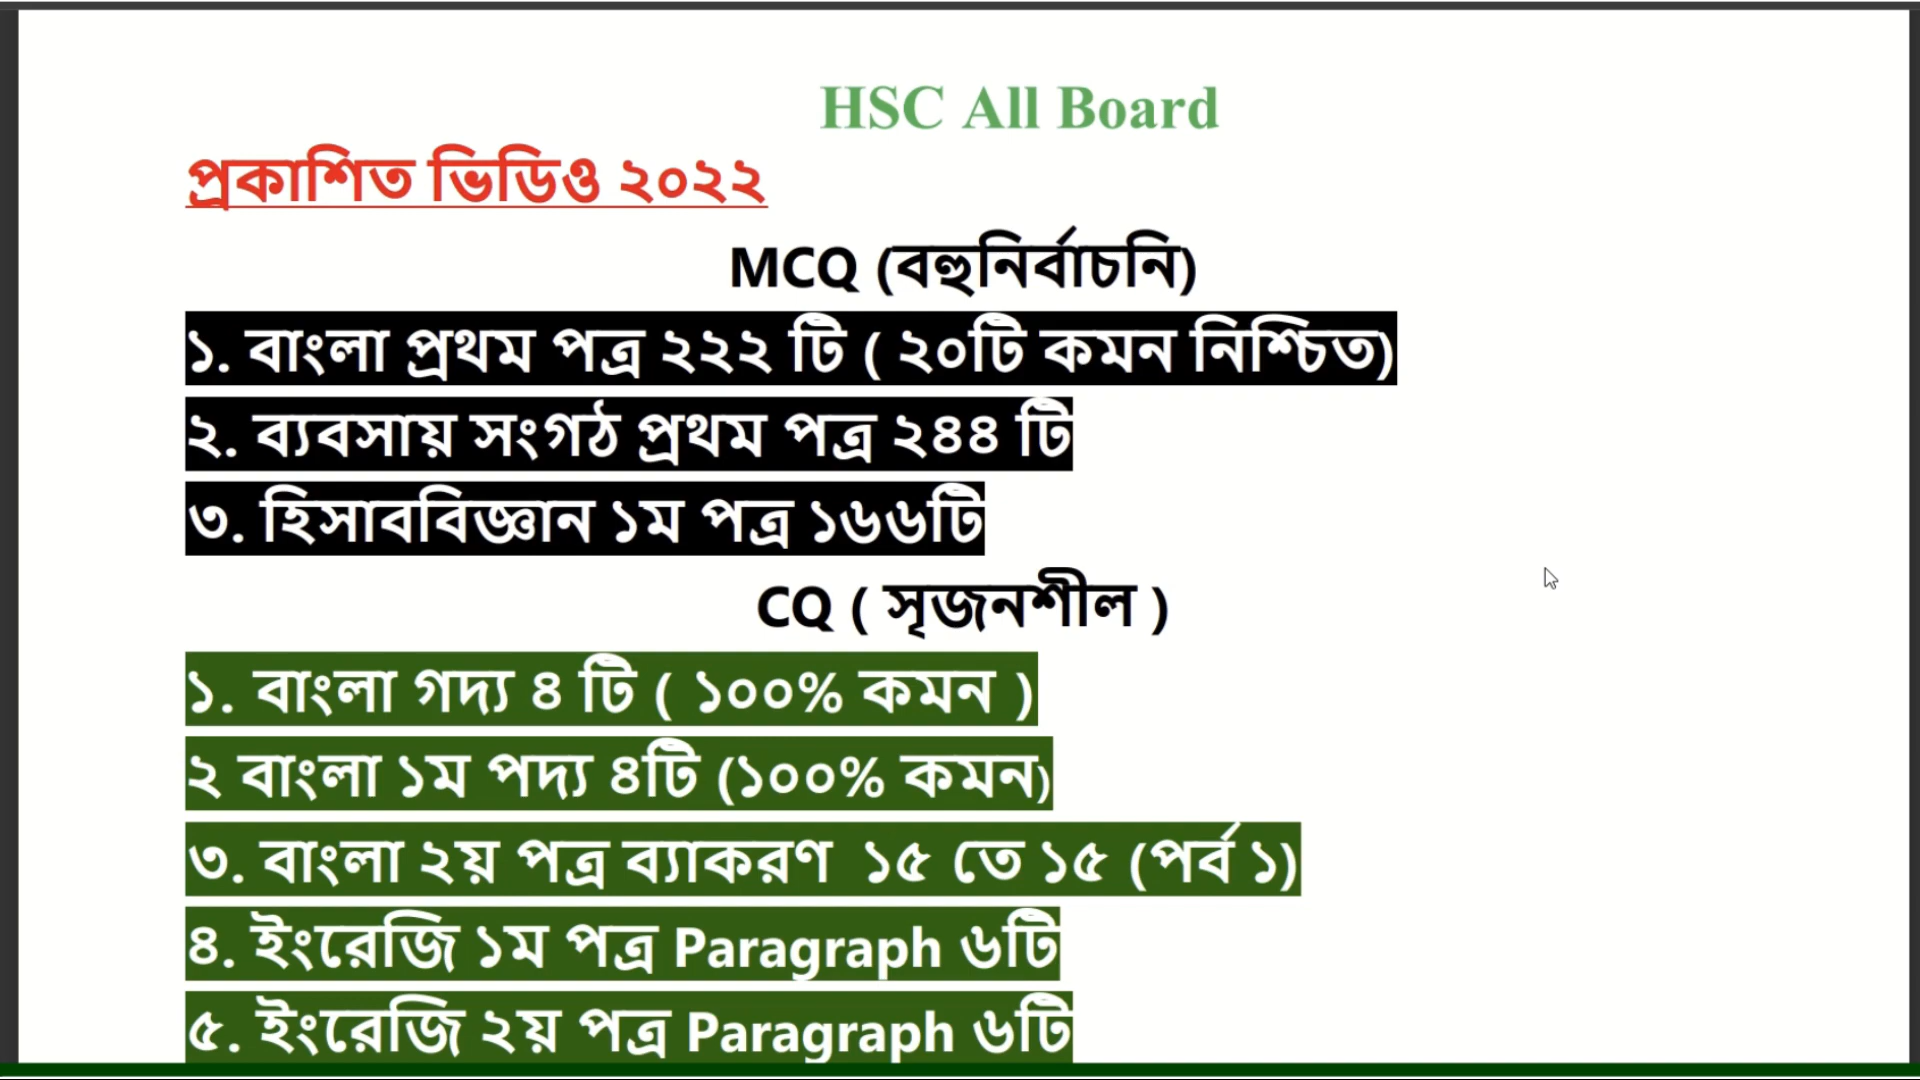 HSC All Board
প্রকাশিত ভিডিও ২০২২
MCQ (বহুনির্বাচনি)
১. বাংলা প্রথম পত্র ২২২ টি ( ২০টি কমন নিশ্চিত)
২. ব্যবসায় সংগঠ প্রথম পত্র ২৪৪ টি
৩. হিসাববিজ্ঞান ১ম পত্র ১৬৬টি
CQ ( সৃজনশীল )
১. বাংলা গদ্য ৪ টি ( ১০০% কমন )
২ বাংলা ১ম পদ্য ৪টি (১০০% কমন)
৩. বাংলা ২য় পত্র ব্যাকরণ ১৫ তে ১৫ (পর্ব ১)
৪. ইংরেজি ১ম পত্র Paragraph ৬টি
৫. ইংরেজি ২য় পত্র Paragraph ৬টি